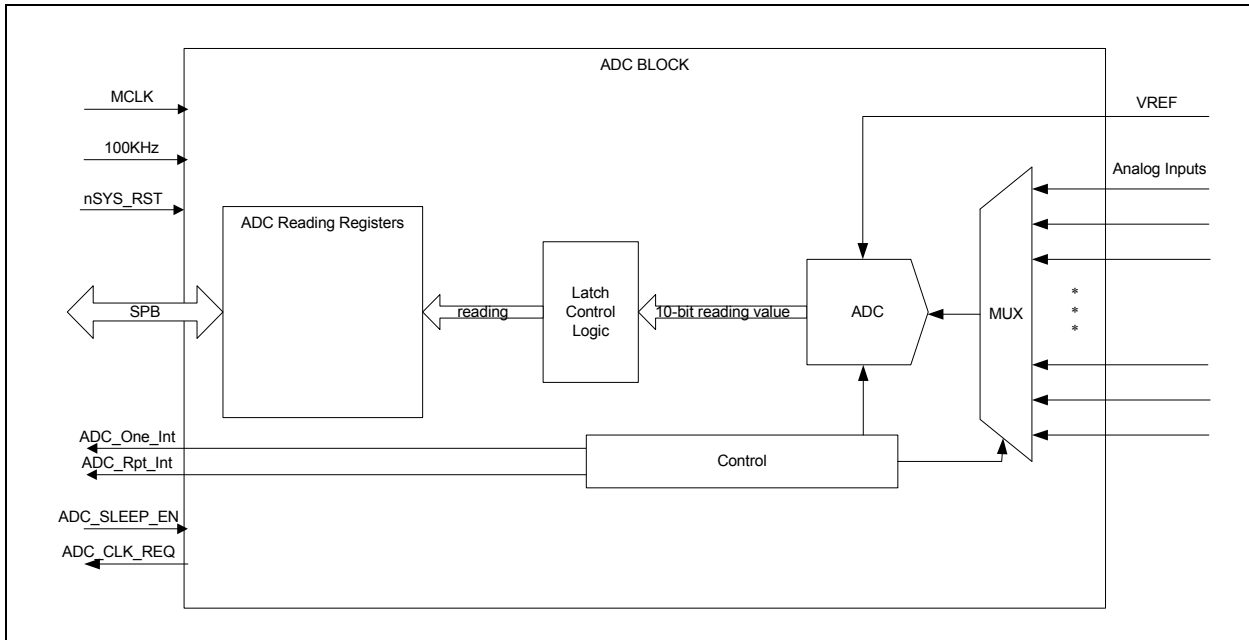 ADC BLOCK
MCLK
VREF
100KHz
Analog Inputs
nSYS_RST
ADC Reading Registers
SPB
reading
Latch
Control
Logic
10-bit reading value
ADC
MUX
*
*
*
ADC_One_Int
ADC_Rpt_Int
Control
ADC_SLEEP_EN
ADC_CLK_REQ